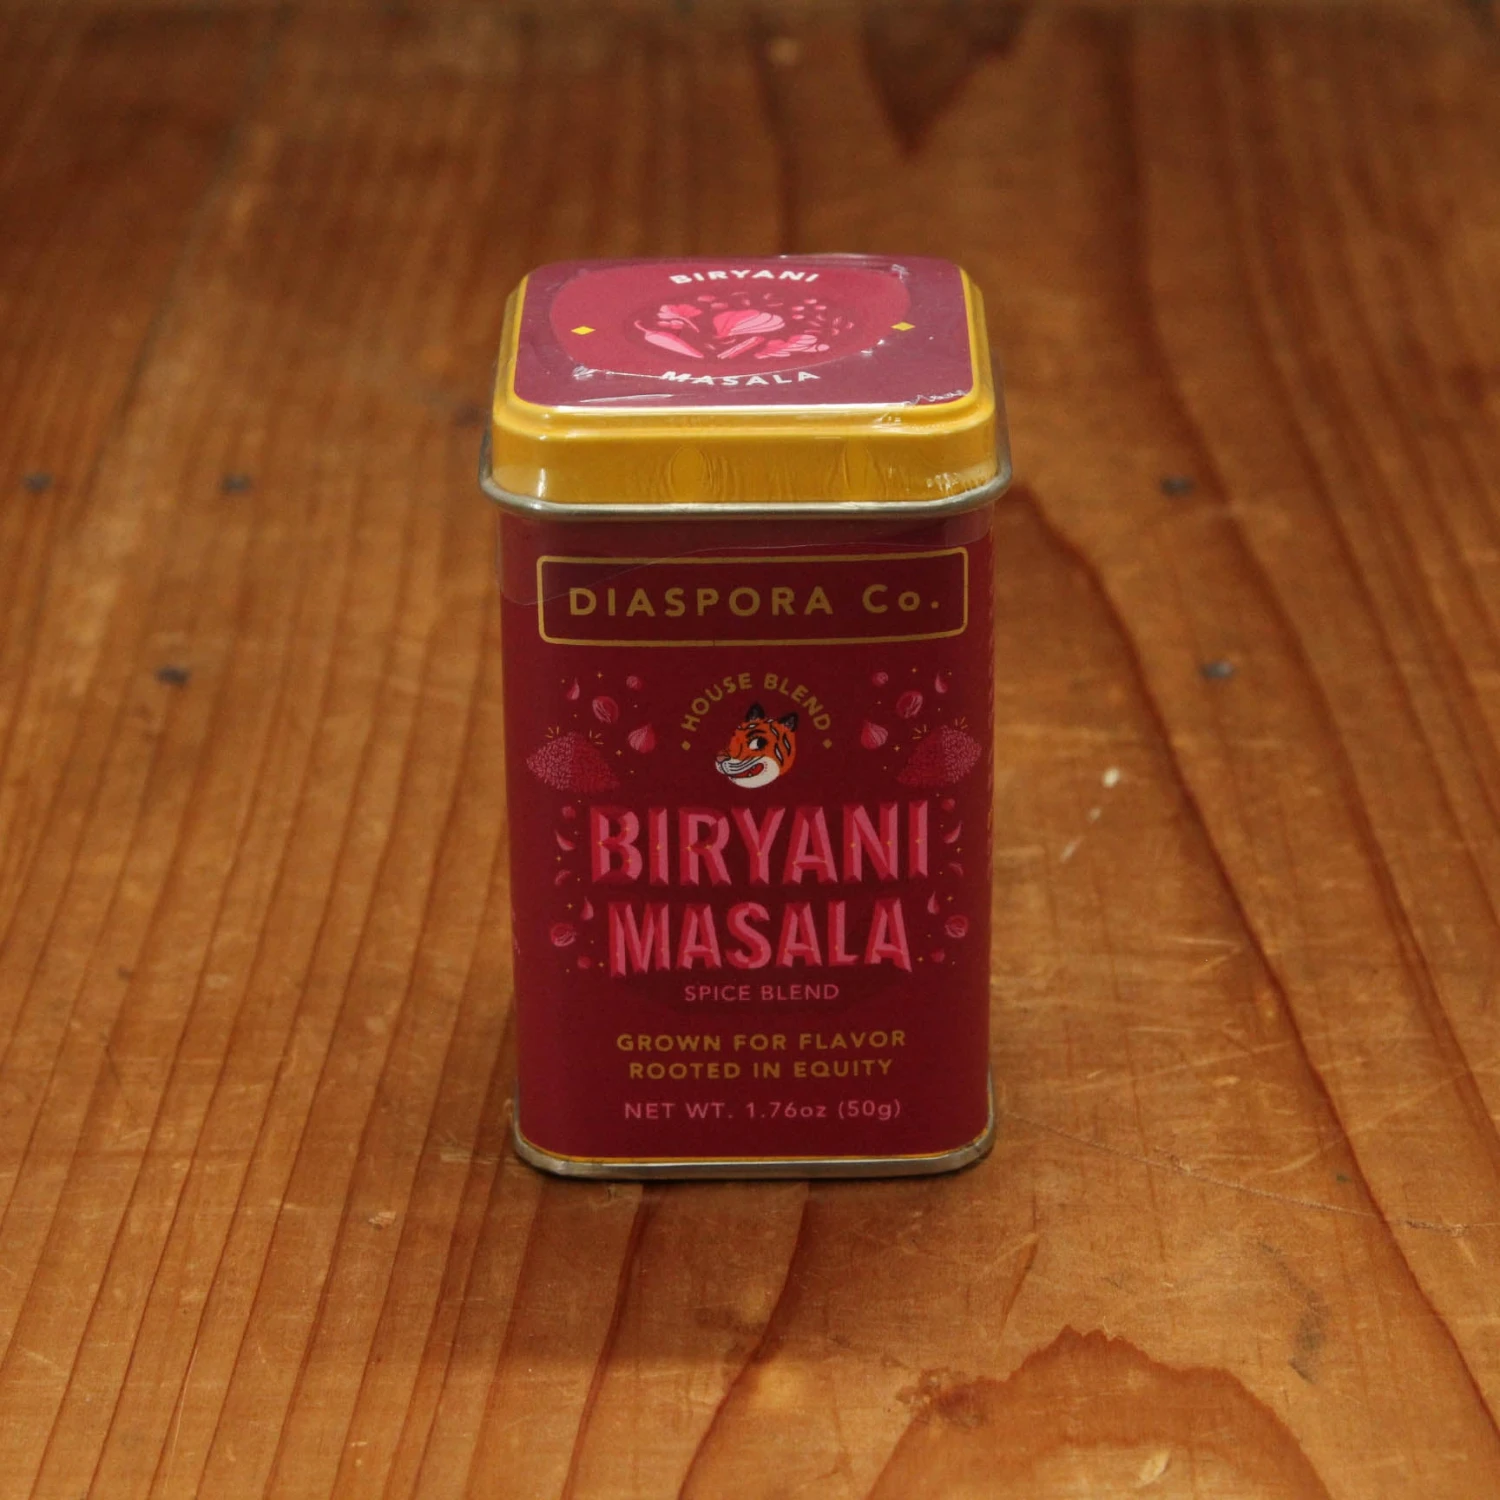 BIRYANI
MASALA
DIASPORA Co.
• HOUSE BLEND •
BIRYANI
MASALA
SPICE BLEND
GROWN FOR FLAVOR
ROOTED IN EQUITY
NET WT. 1.76oz (50g)